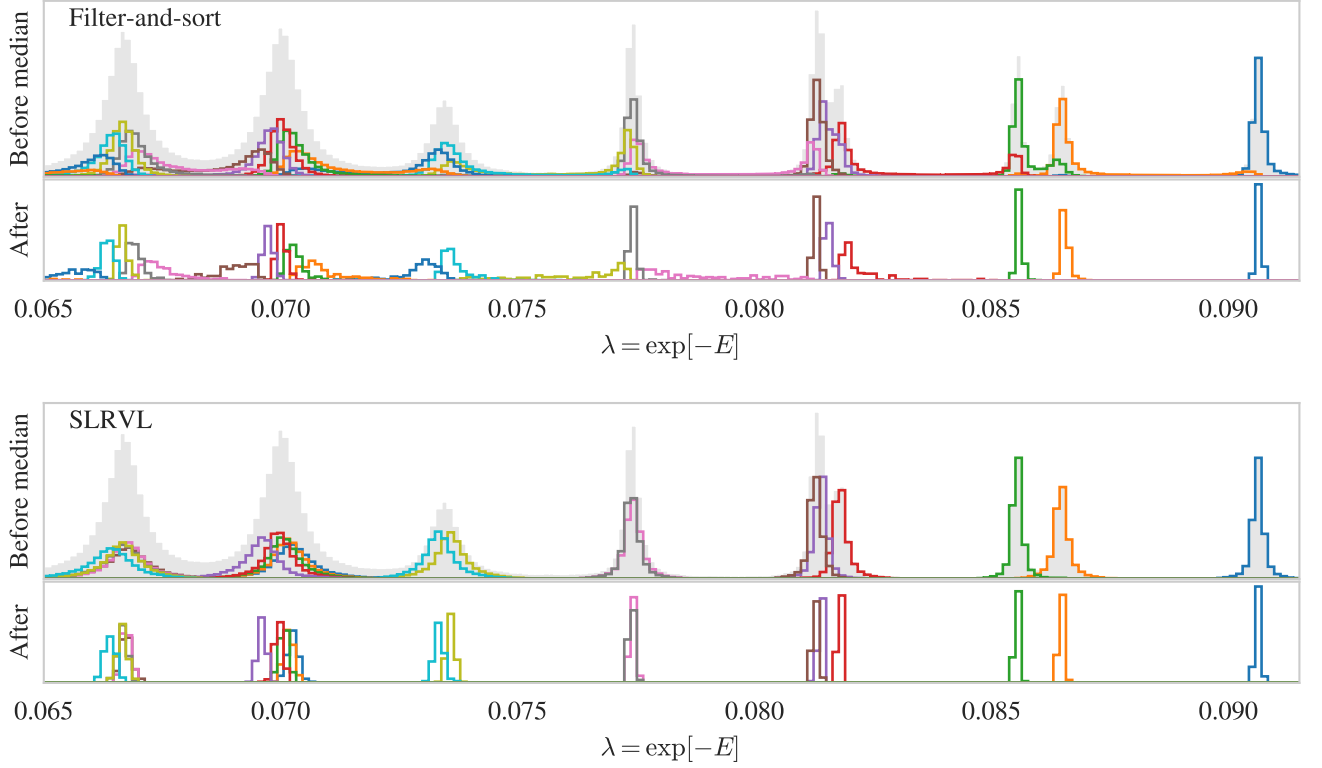 Filter-and-sort
Before median
After
0.065 0.070 0.075 0.080 0.085 0.090
λ = exp[−E]
SLRVL
Before median
After
0.065 0.070 0.075 0.080 0.085 0.090
λ = exp[−E]